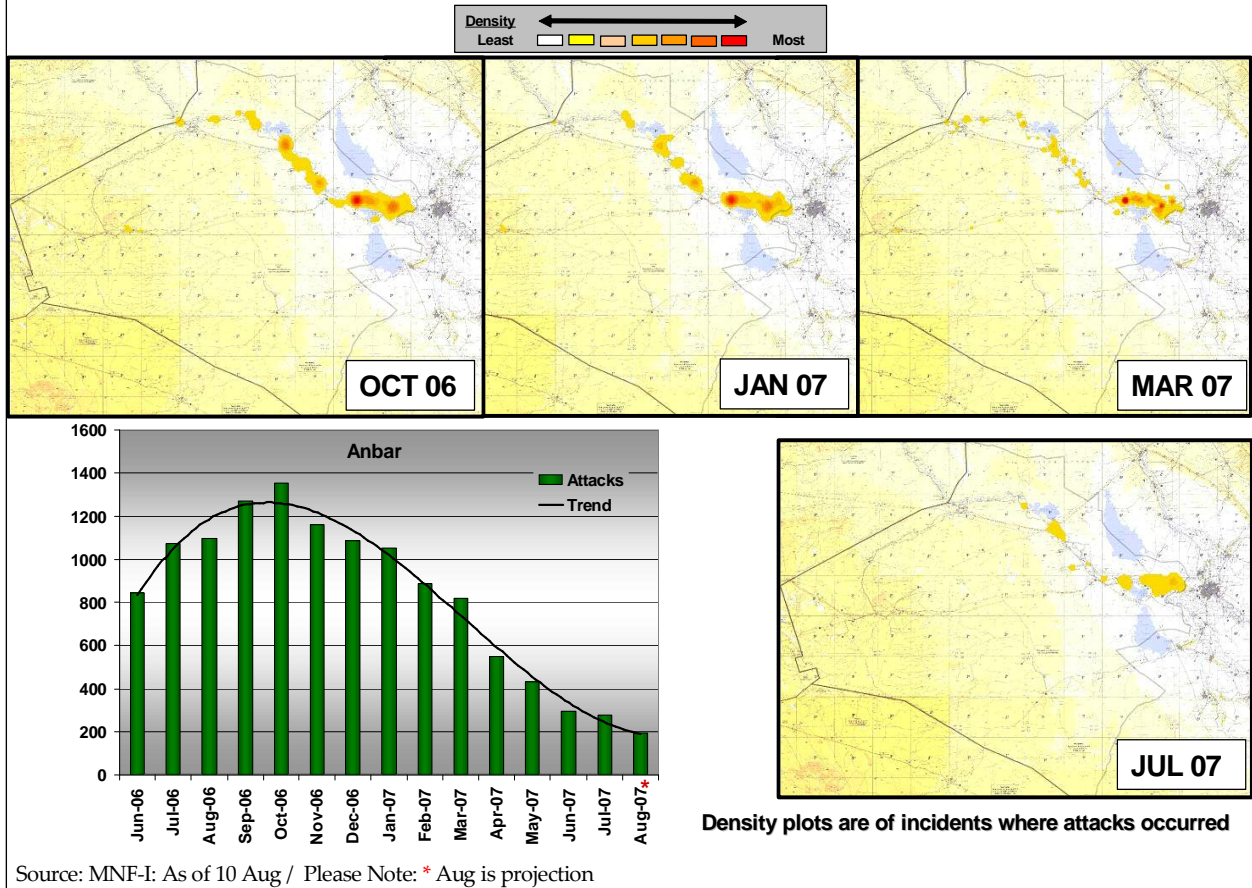 Density
Least Most
OCT 06
JAN 07
MAR 07
1600
1400
1200
1000
800
600
400
200
0
Anbar
Attacks
Trend
Jun-06
Jul-06
Aug-06
Sep-06
Oct-06
Nov-06
Dec-06
Jan-07
Feb-07
Mar-07
Apr-07
May-07
Jun-07
Jul-07
Aug-07*
JUL 07
Density plots are of incidents where attacks occurred
Source: MNF-I: As of 10 Aug / Please Note: * Aug is projection